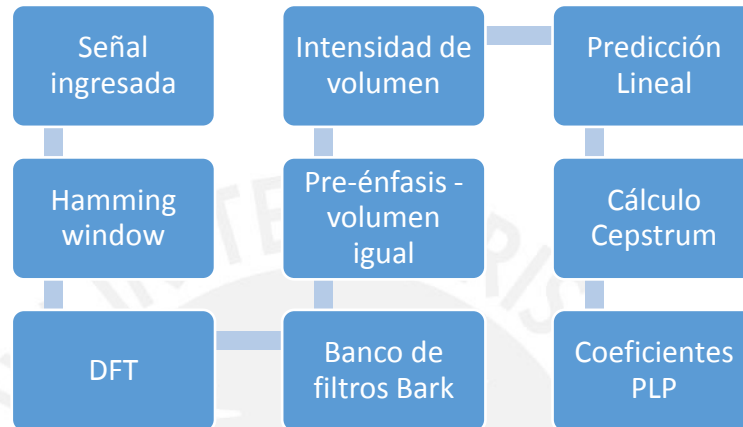 Señal
ingresada
Hamming
window
DFT
Banco de
filtros Bark
Pre-énfasis -
volumen
igual
Intensidad de
volumen
Predicción
Lineal
Cálculo
Cepstrum
Coeficientes
PLP